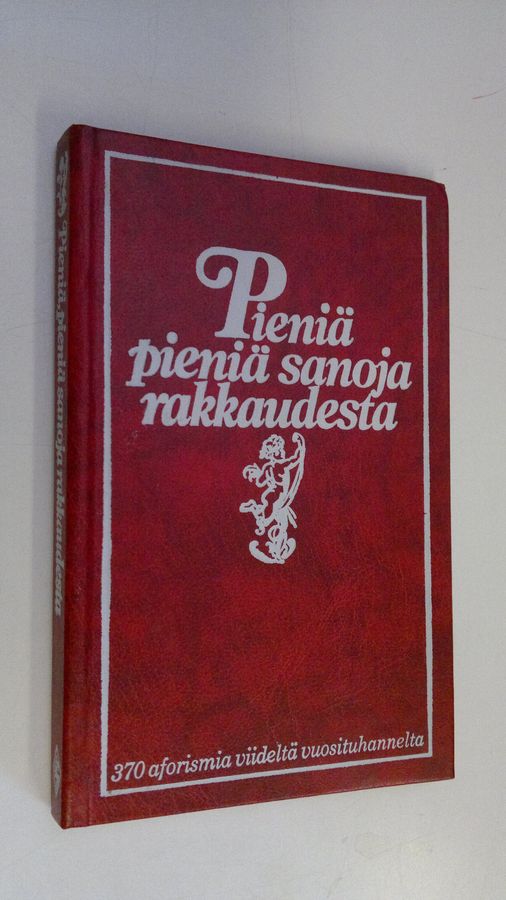 Pieniä
pieniä sanoja
rakkaudesta
370 aforismia viideltä vuosituhannelta
Pieniä, pieniä sanoja rakkaudesta